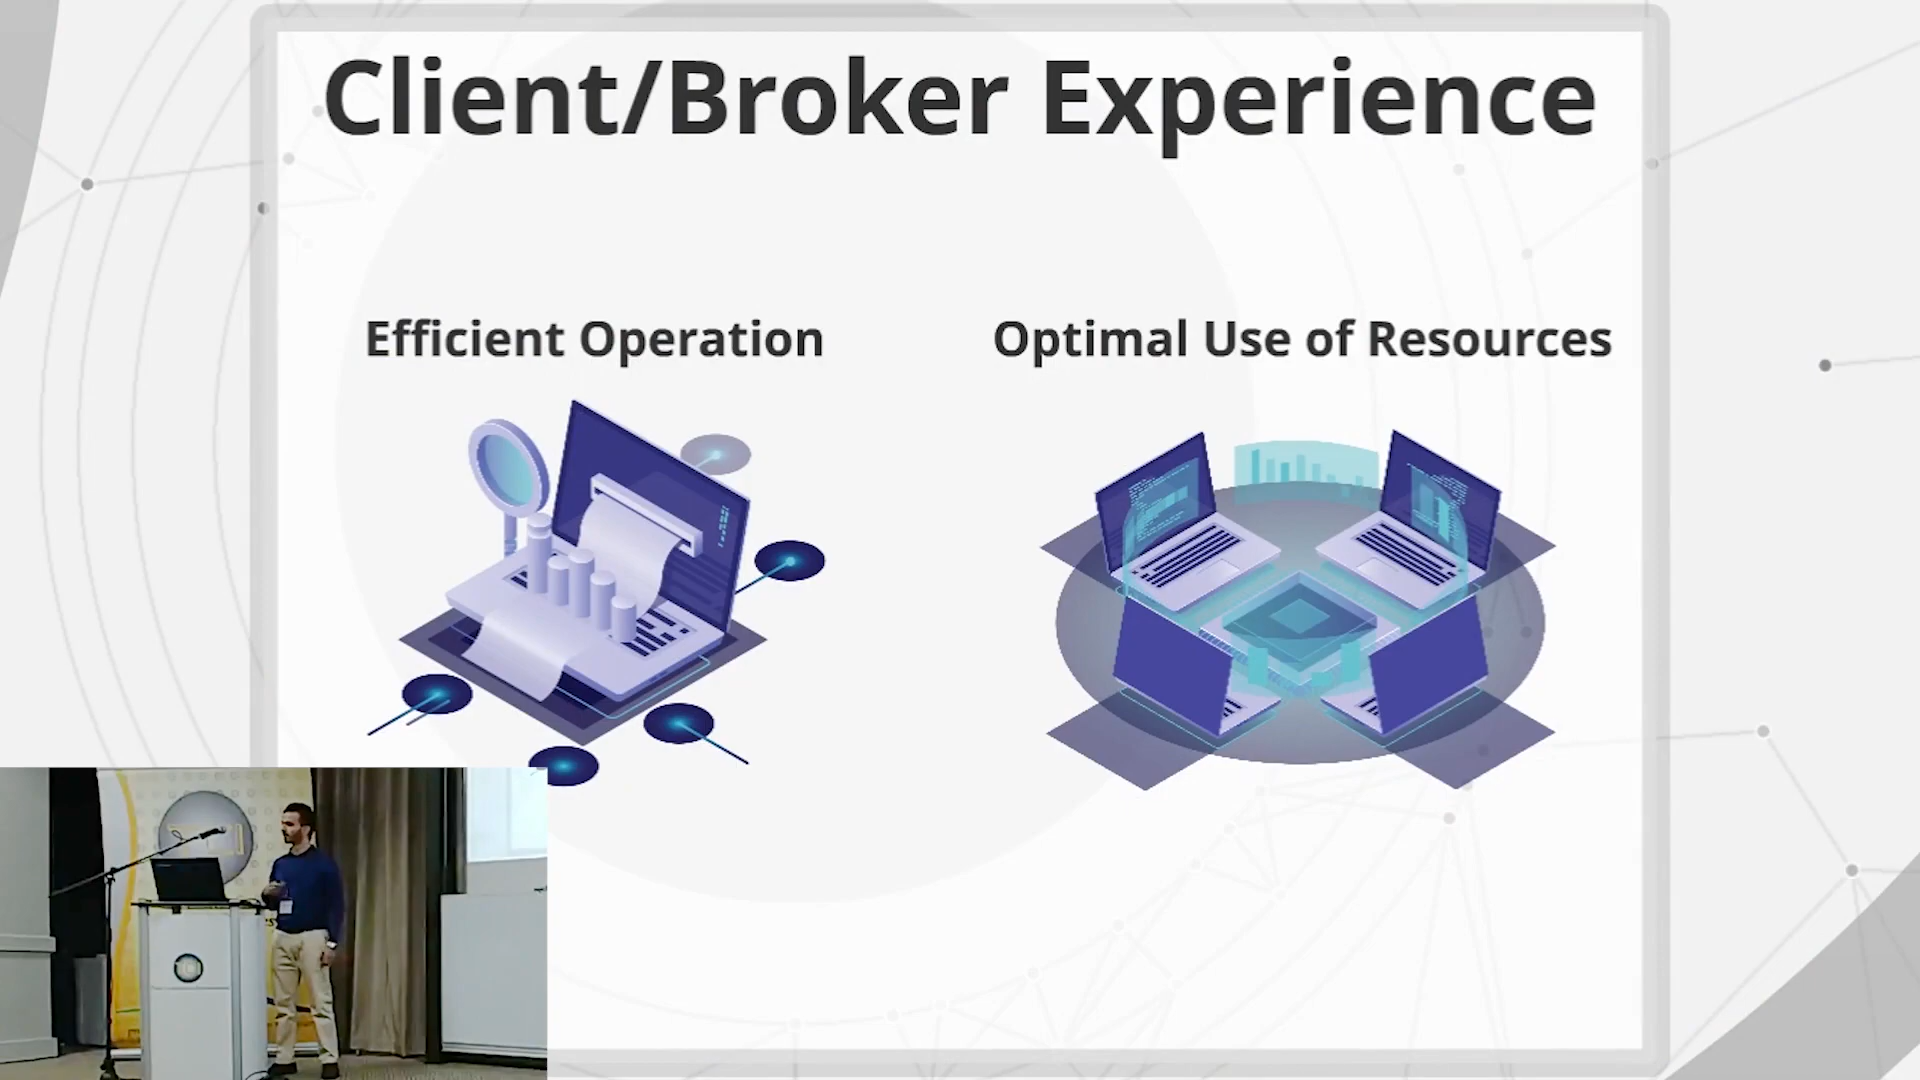 Client/Broker Experience
Efficient Operation
Optimal Use of Resources